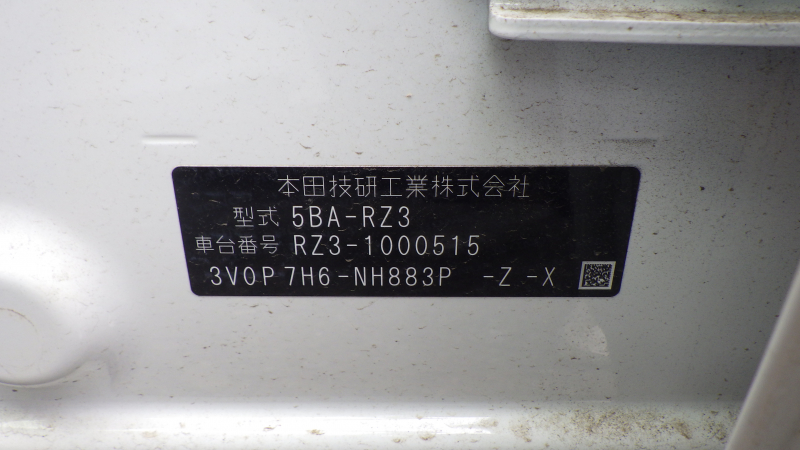 本田技研工業株式会社
型式 5BA-RZ3
車台番号 RZ3-1000515
3V0P 7H6-NH883P -Z -X